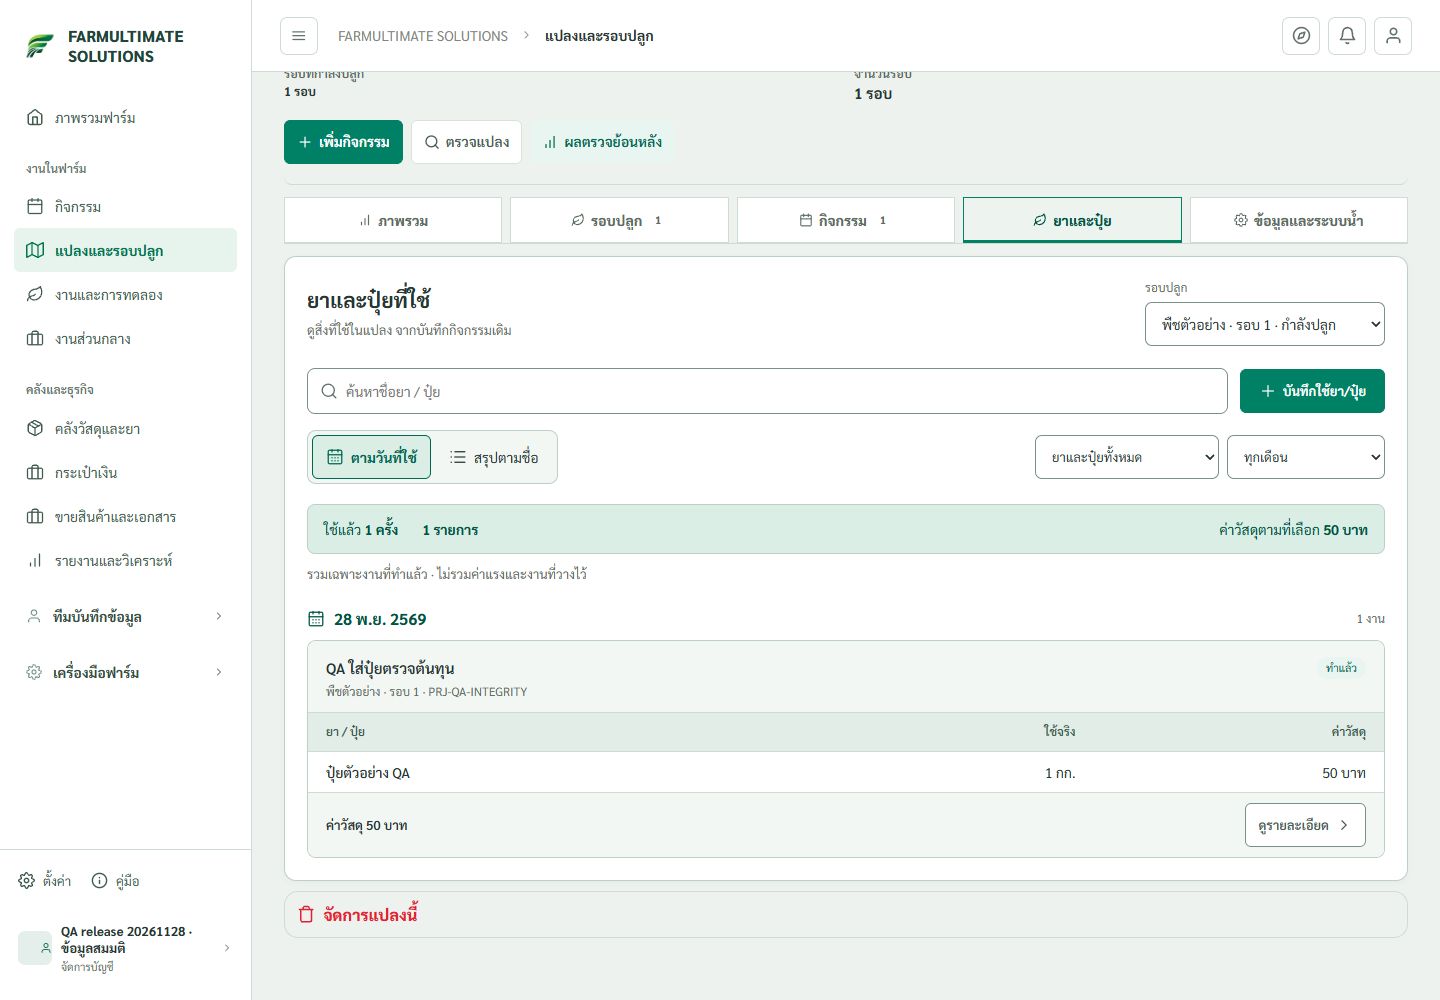 FARMULTIMATE
SOLUTIONS
ภาพรวมฟาร์ม
งานในฟาร์ม
กิจกรรม
แปลงและรอบปลูก
งานและการทดลอง
งานส่วนกลาง
คลังและธุรกิจ
คลังวัสดุและยา
กระเป๋าเงิน
ขายสินค้าและเอกสาร
รายงานและวิเคราะห์
ทีมบันทึกข้อมูล
เครื่องมือฟาร์ม
ตั้งค่า คู่มือ
QA release 20261128 ·
ข้อมูลสมมติ
จัดการบัญชี
FARMULTIMATE SOLUTIONS > แปลงและรอบปลูก
รอบที่กำลังปลูก จำนวนรอบ
1 รอบ 1 รอบ
เพิ่มกิจกรรม ตรวจแปลง ผลตรวจย้อนหลัง
ภาพรวม รอบปลูก 1 กิจกรรม 1 ยาและปุ๋ย ข้อมูลและระบบน้ำ
ยาและปุ๋ยที่ใช้
ดูสิ่งที่ใช้ในแปลง จากบันทึกกิจกรรมเดิม
รอบปลูก
พืชตัวอย่าง · รอบ 1 · กำลังปลูก
ค้นหาชื่อยา / ปุ๋ย
บันทึกใช้ยา/ปุ๋ย
ตามวันที่ใช้ สรุปตามชื่อ ยาและปุ๋ยทั้งหมด ทุกเดือน
ใช้แล้ว 1 ครั้ง 1 รายการ ค่าวัสดุตามที่เลือก 50 บาท
รวมเฉพาะงานที่ทำแล้ว · ไม่รวมค่าแรงและงานที่วางไว้
28 พ.ย. 2569 1 งาน
QA ใส่ปุ๋ยตรวจต้นทุน ทำแล้ว
พืชตัวอย่าง · รอบ 1 · PRJ-QA-INTEGRITY
ยา / ปุ๋ย ใช้จริง ค่าวัสดุ
ปุ๋ยตัวอย่าง QA 1 กก. 50 บาท
ค่าวัสดุ 50 บาท ดูรายละเอียด
จัดการแปลงนี้